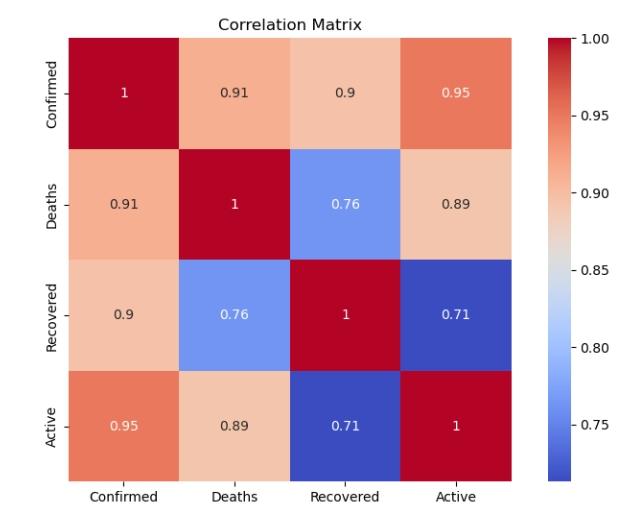 Correlation Matrix
Confirmed 1 0.91 0.9 0.95
Deaths 0.91 1 0.76 0.89
Recovered 0.9 0.76 1 0.71
Active 0.95 0.89 0.71 1
Confirmed Deaths Recovered Active
1.00
0.95
0.90
0.85
0.80
0.75